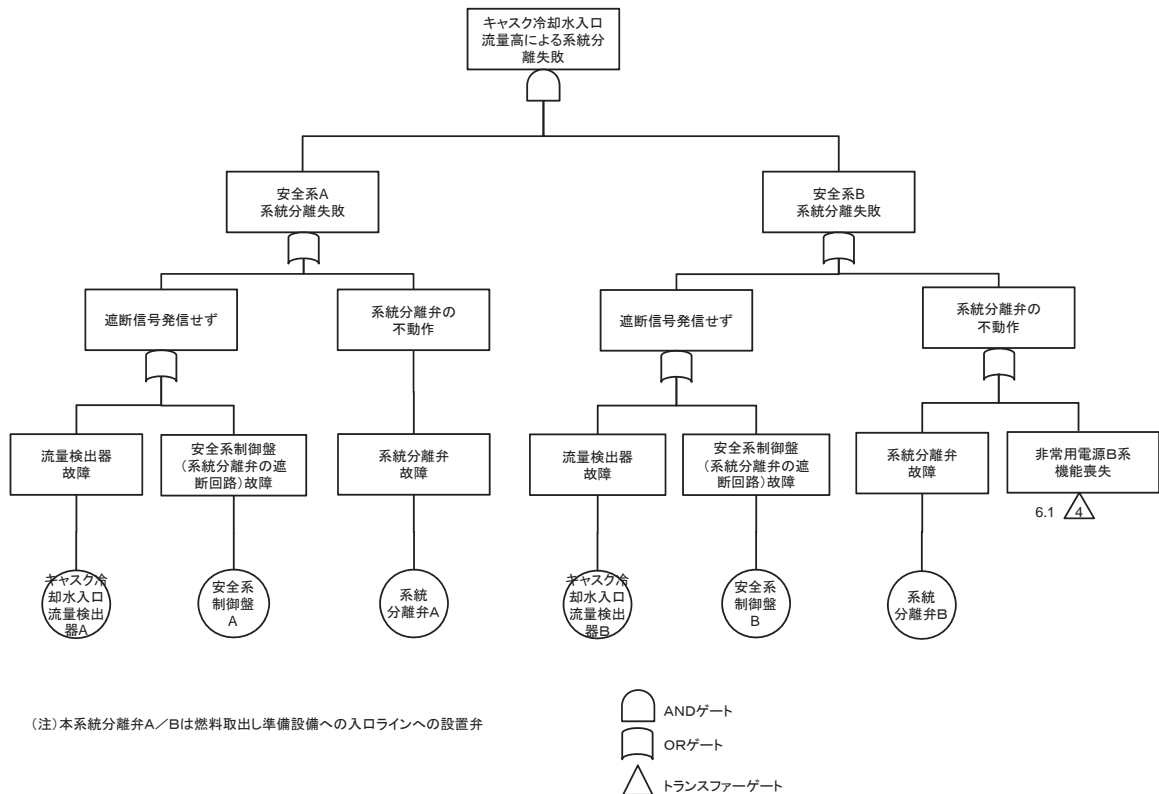 キャスク冷却水入口
流量高による系統分
離失敗
安全系A
系統分離失敗
安全系B
系統分離失敗
遮断信号発信せず
系統分離弁の
不動作
遮断信号発信せず
系統分離弁の
不動作
流量検出器
故障
安全系制御盤
(系統分離弁の遮
断回路)故障
系統分離弁
故障
流量検出器
故障
安全系制御盤
(系統分離弁の遮
断回路)故障
系統分離弁
故障
非常用電源B系
機能喪失
6.1
4
キャスク冷
却水入口
流量検出
器A
安全系
制御盤
A
系統
分離弁A
キャスク冷
却水入口
流量検出
器B
安全系
制御盤
B
系統
分離弁B
(注)本系統分離弁A/Bは燃料取出し準備設備への入口ラインへの設置弁
ANDゲート
ORゲート
トランスファーゲート